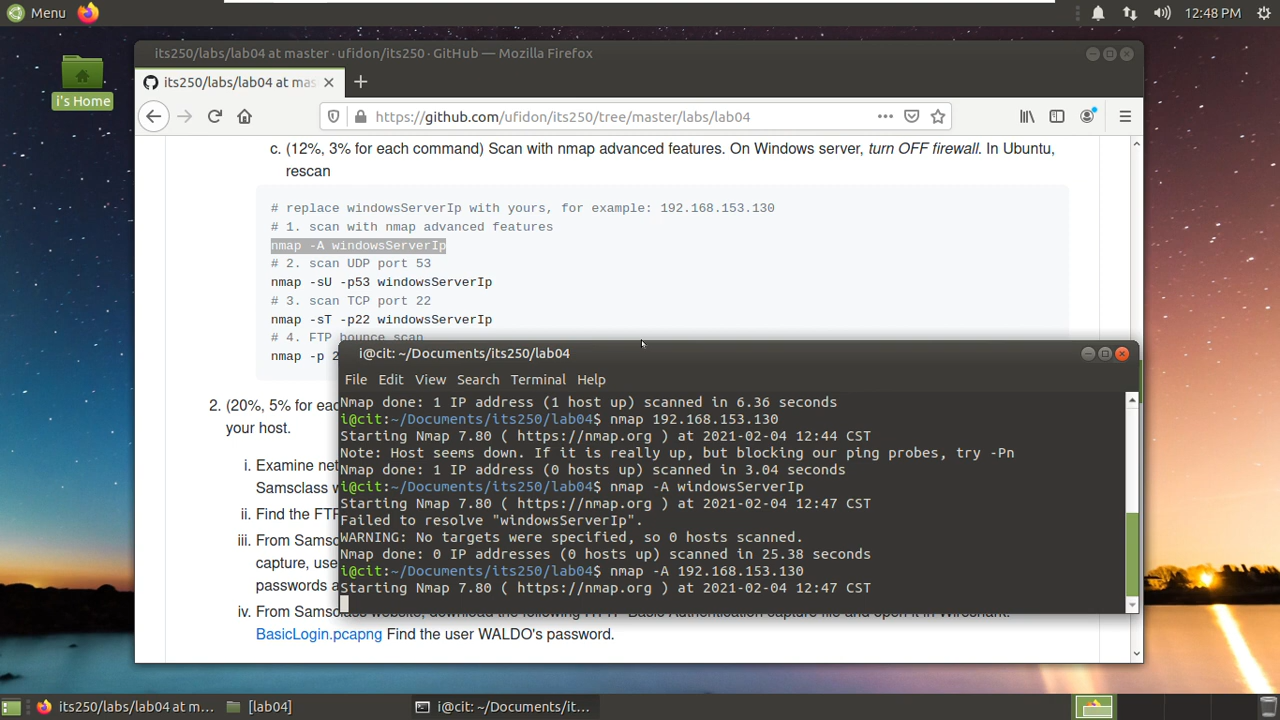 Menu
12:48 PM
i's Home
its250/labs/lab04 at master · ufidon/its250 · GitHub — Mozilla Firefox
its250/labs/lab04 at mas
https://github.com/ufidon/its250/tree/master/labs/lab04
c. (12%, 3% for each command) Scan with nmap advanced features. On Windows server, turn OFF firewall. In Ubuntu,
rescan
# replace windowsServerIp with yours, for example: 192.168.153.130
# 1. scan with nmap advanced features
nmap -A windowsServerIp
# 2. scan UDP port 53
nmap -sU -p53 windowsServerIp
# 3. scan TCP port 22
nmap -sT -p22 windowsServerIp
# 4. FTP bounce scan
nmap -p 2
2. (20%, 5% for eac
your host.
i. Examine net
Samsclass w
ii. Find the FTF
iii. From Samsc
capture, use
passwords a
iv. From Samscl
BasicLogin.pcapng Find the user WALDO's password.
i@cit: ~/Documents/its250/lab04
File Edit View Search Terminal Help
Nmap done: 1 IP address (1 host up) scanned in 6.36 seconds
i@cit:~/Documents/its250/lab04$ nmap 192.168.153.130
Starting Nmap 7.80 ( https://nmap.org ) at 2021-02-04 12:44 CST
Note: Host seems down. If it is really up, but blocking our ping probes, try -Pn
Nmap done: 1 IP address (0 hosts up) scanned in 3.04 seconds
i@cit:~/Documents/its250/lab04$ nmap -A windowsServerIp
Starting Nmap 7.80 ( https://nmap.org ) at 2021-02-04 12:47 CST
Failed to resolve "windowsServerIp".
WARNING: No targets were specified, so 0 hosts scanned.
Nmap done: 0 IP addresses (0 hosts up) scanned in 25.38 seconds
i@cit:~/Documents/its250/lab04$ nmap -A 192.168.153.130
Starting Nmap 7.80 ( https://nmap.org ) at 2021-02-04 12:47 CST
its250/labs/lab04 at m...
[lab04]
i@cit: ~/Documents/it...